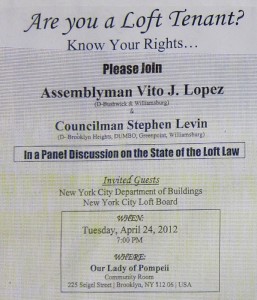 Are you a Loft Tenant?
Know Your Rights...
Please Join
Assemblyman Vito J. Lopez
(D-Bushwick & Williamsburg)
&
Councilman Stephen Levin
(D- Brooklyn Heights, DUMBO, Greenpoint, Williamsburg)
In a Panel Discussion on the State of the Loft Law
Invited Guests
New York City Department of Buildings
New York City Loft Board
WHEN:
Tuesday, April 24, 2012
7:00 PM
WHERE:
Our Lady of Pompeii
Community Room
225 Seigel Street | Brooklyn, NY 112 06 | USA